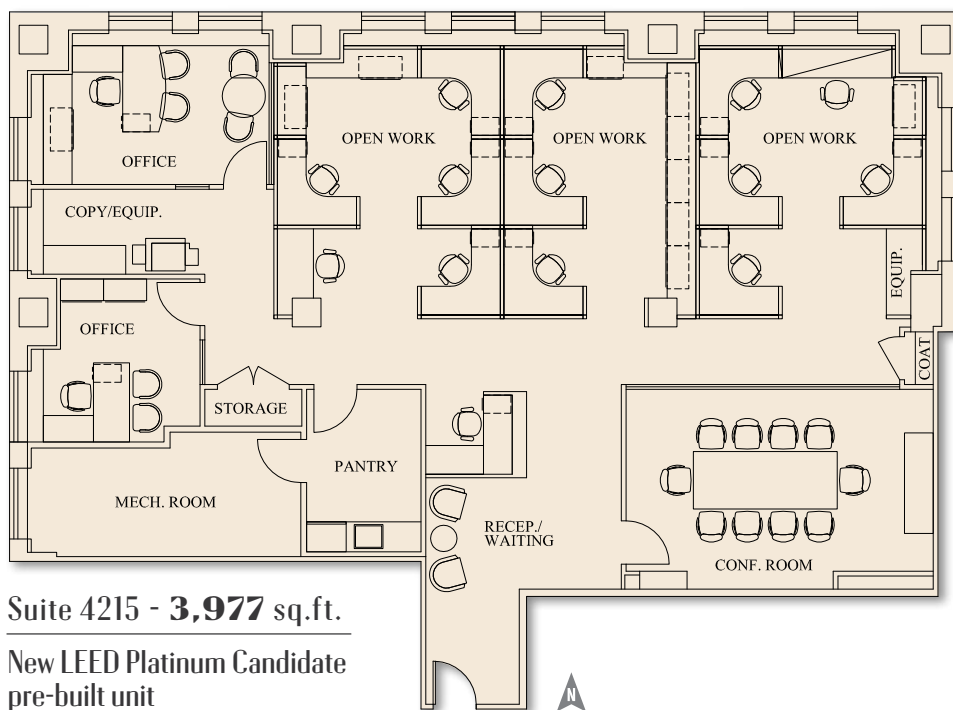 OPEN WORK
OPEN WORK
OPEN WORK
OFFICE
COPY/EQUIP.
EQUIP.
OFFICE
COAT
STORAGE
PANTRY
MECH. ROOM
RECEP./
WAITING
CONF. ROOM
Suite 4215 - 3,977 sq.ft.
New LEED Platinum Candidate
pre-built unit
N